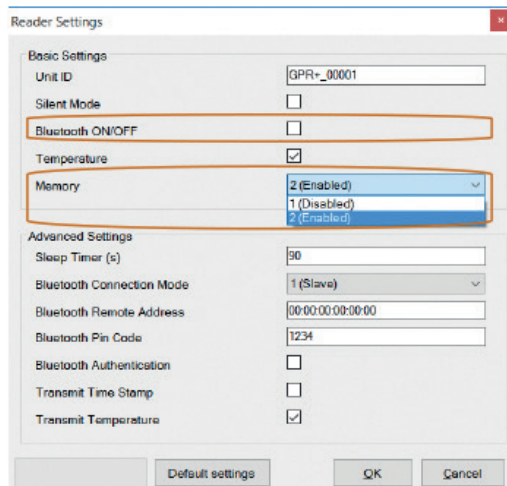 Reader Settings
Basic Settings
Unit ID GPR+_00001
Silent Mode
Bluetooth ON/OFF
Temperature
Memory 2 (Enabled)
1 (Disabled)
2 (Enabled)
Advanced Settings
Sleep Timer (s) 90
Bluetooth Connection Mode 1 (Slave)
Bluetooth Remote Address 00:00:00:00:00:00
Bluetooth Pin Code 1234
Bluetooth Authentication
Transmit Time Stamp
Transmit Temperature
Default settings OK Cancel